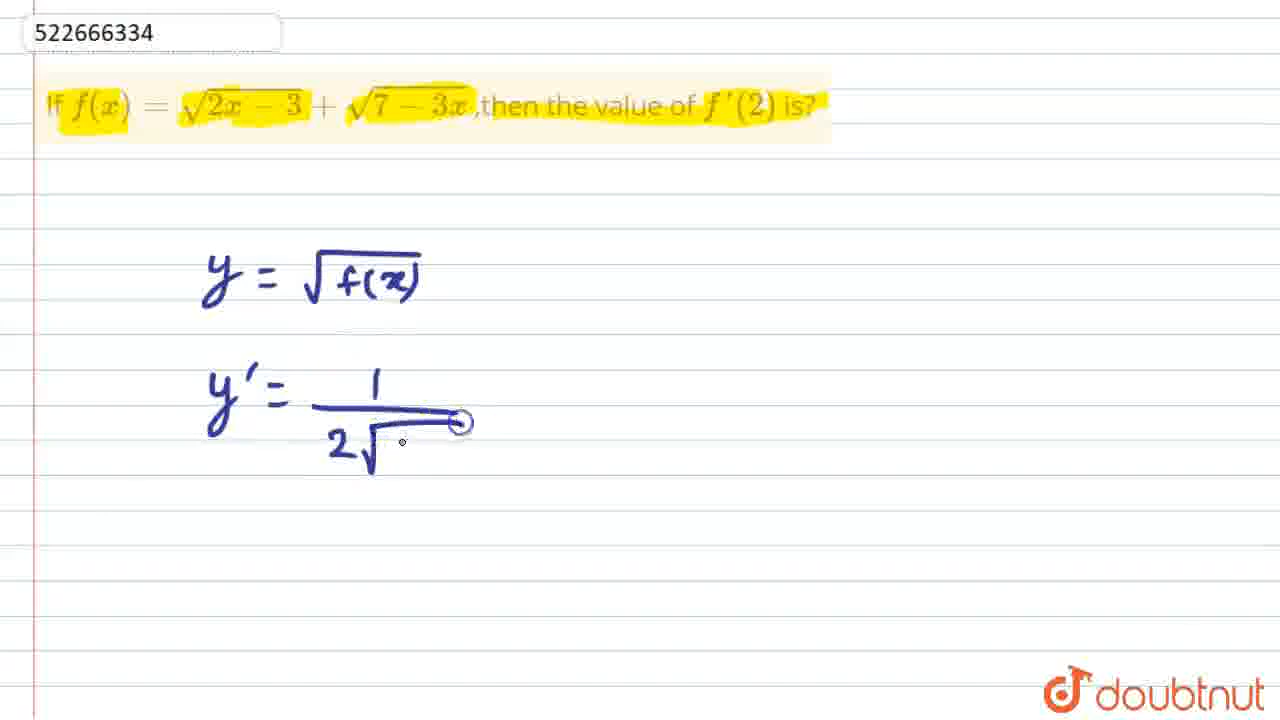 522666334
If f(x) = √(2x − 3) + √(7 − 3x) ,then the value of f'(2) is?
y = √f(x)
y' = 1
2√
doubtnut